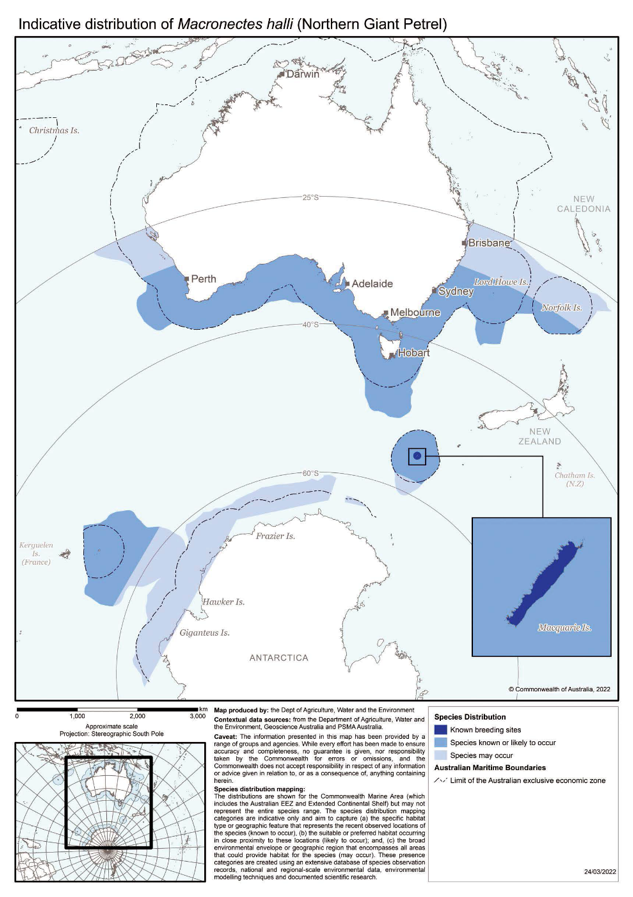 Indicative distribution of Macronectes halli (Northern Giant Petrel)
Darwin
Christmas Is.
25°S
NEW
CALEDONIA
Brisbane
Perth
Adelaide
Lord Howe Is.
Sydney
Norfolk Is.
Melbourne
40°S
Hobart
NEW
ZEALAND
60°S
Chatham Is.
(N.Z)
Frazier Is.
Kerguelen
Is.
(France)
Hawker Is.
Macquarie Is.
Giganteus Is.
ANTARCTICA
© Commonwealth of Australia, 2022
km
0 1,000 2,000 3,000
Approximate scale
Projection: Stereographic South Pole
Map produced by: the Dept of Agriculture, Water and the Environment
Contextual data sources: from the Department of Agriculture, Water and
the Environment, Geoscience Australia and PSMA Australia.
Caveat: The information presented in this map has been provided by a
range of groups and agencies. While every effort has been made to ensure
accuracy and completeness, no guarantee is given, nor responsibility
taken by the Commonwealth for errors or omissions, and the
Commonwealth does not accept responsibility in respect of any information
or advice given in relation to, or as a consequence of, anything containing
herein.
Species distribution mapping:
The distributions are shown for the Commonwealth Marine Area (which
includes the Australian EEZ and Extended Continental Shelf) but may not
represent the entire species range. The species distribution mapping
categories are indicative only and aim to capture (a) the specific habitat
type or geographic feature that represents the recent observed locations of
the species (known to occur), (b) the suitable or preferred habitat occurring
in close proximity to these locations (likely to occur); and, (c) the broad
environmental envelope or geographic region that encompasses all areas
that could provide habitat for the species (may occur). These presence
categories are created using an extensive database of species observation
records, national and regional-scale environmental data, environmental
modelling techniques and documented scientific research.
Species Distribution
Known breeding sites
Species known or likely to occur
Species may occur
Australian Maritime Boundaries
Limit of the Australian exclusive economic zone
24/03/2022